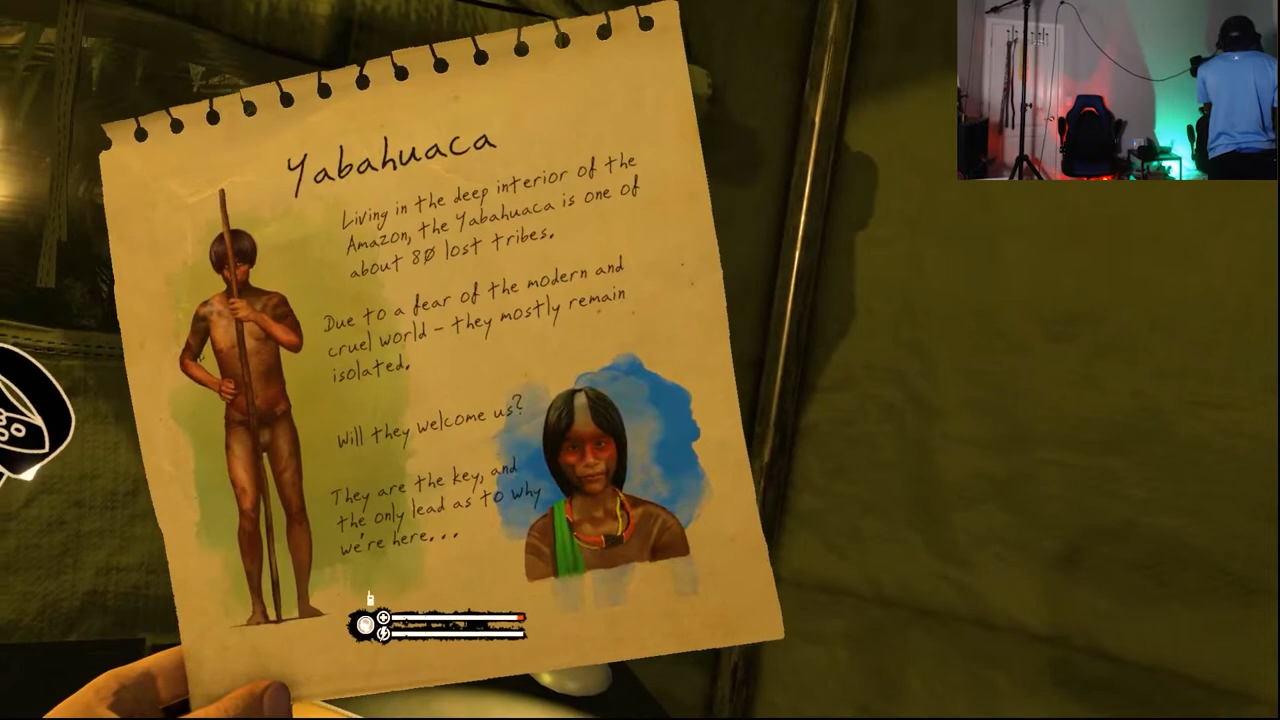 Yabahuaca
Living in the deep interior of the
Amazon, the Yabahuaca is one of
about 80 lost tribes.
Due to a fear of the modern and
cruel world - they mostly remain
isolated.
Will they welcome us?
They are the key, and
the only lead as to why
we're here...